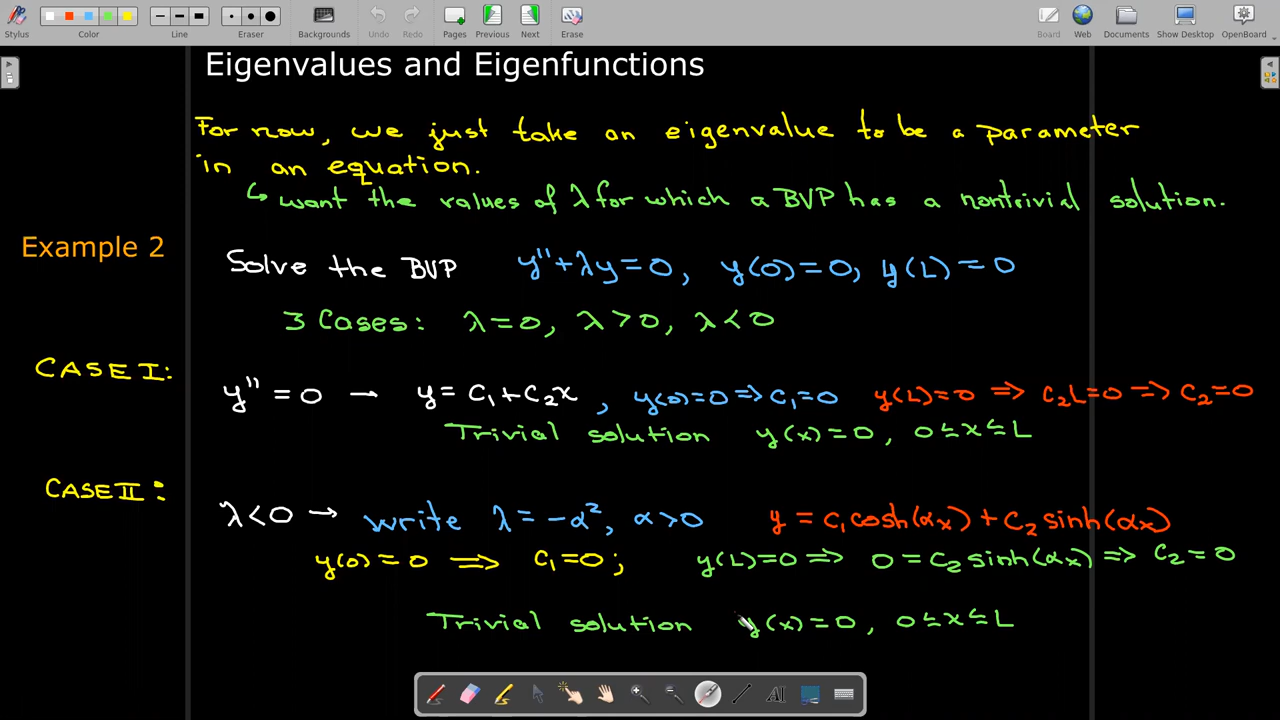 Stylus Color Line Eraser Backgrounds Undo Redo Pages Previous Next Erase Board Web Documents Show Desktop OpenBoard
Eigenvalues and Eigenfunctions
For now, we just take an eigenvalue to be a parameter
in an equation.
↳ want the values of λ for which a BVP has a nontrivial solution.
Example 2
Solve the BVP y"+λy=0, y(0)=0, y(L)=0
3 Cases: λ=0, λ>0, λ<0
CASE I:
y"=0 → y=C₁+C₂x, y(0)=0⇒C₁=0 y(L)=0 ⇒ C₂L=0⇒C₂=0
Trivial solution y(x)=0, 0≤x≤L
CASE II:
λ<0 → write λ=-α², α>0 y=C₁cosh(αx)+C₂sinh(αx)
y(0)=0 ⇒ C₁=0; y(L)=0⇒ 0=C₂sinh(αx)⇒C₂=0
Trivial solution y(x)=0, 0≤x≤L